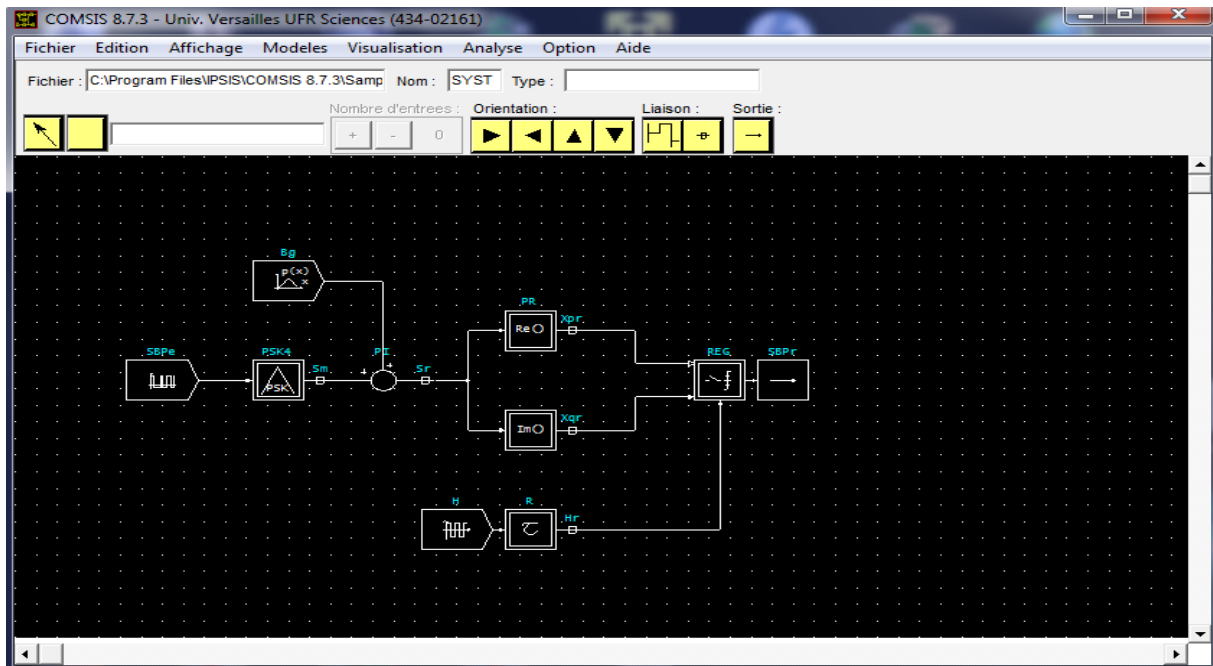 COMSIS 8.7.3 - Univ. Versailles UFR Sciences (434-02161)
Fichier Edition Affichage Modeles Visualisation Analyse Option Aide
Fichier : C:\Program Files\IPSIS\COMSIS 8.7.3\Samp Nom : SYST Type :
Nombre d'entrees : Orientation : Liaison : Sortie :
+ - 0
Bg
p(x)
x
PR
Re Xpr
SBPe PSK4 PI REG SBPr
Sm + + Sr
PSK
Im Xqr
H R
Hr